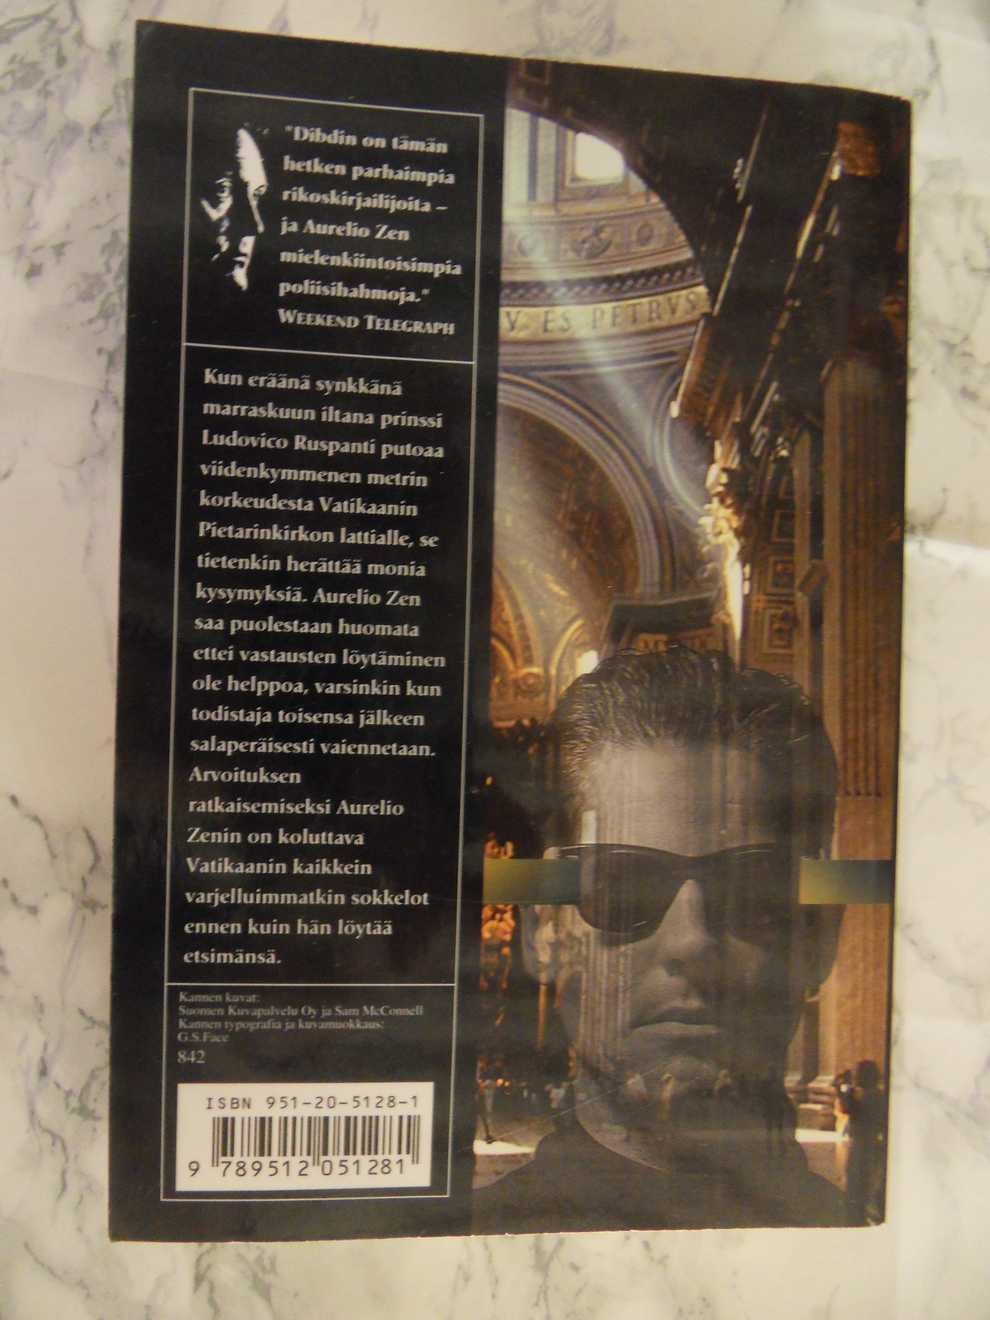 "Dibdin on tämän
hetken parhaimpia
rikoskirjailijoita –
ja Aurelio Zen
mielenkiintoisimpia
poliisihahmoja."
WEEKEND TELEGRAPH
V. ES PETRVS
Kun eräänä synkkänä
marraskuun iltana prinssi
Ludovico Ruspanti putoaa
viidenkymmenen metrin
korkeudesta Vatikaanin
Pietarinkirkon lattialle, se
tietenkin herättää monia
kysymyksiä. Aurelio Zen
saa puolestaan huomata
ettei vastausten löytäminen
ole helppoa, varsinkin kun
todistaja toisensa jälkeen
salaperäisesti vaiennetaan.
Arvoituksen
ratkaisemiseksi Aurelio
Zenin on koluttava
Vatikaanin kaikkein
varjelluimmatkin sokkelot
ennen kuin hän löytää
etsimänsä.
Kannen kuvat:
Suomen Kuvapalvelu Oy ja Sam McConnell
Kannen typografia ja kuvamuokkaus:
G.S.Face
842
ISBN 951-20-5128-1
9 789512 051281